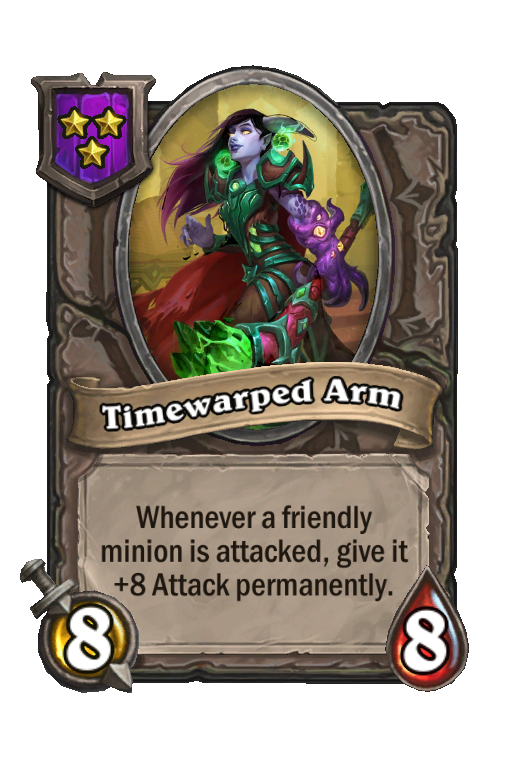 Timewarped Arm
Whenever a friendly
minion is attacked, give it
+8 Attack permanently.
8
8